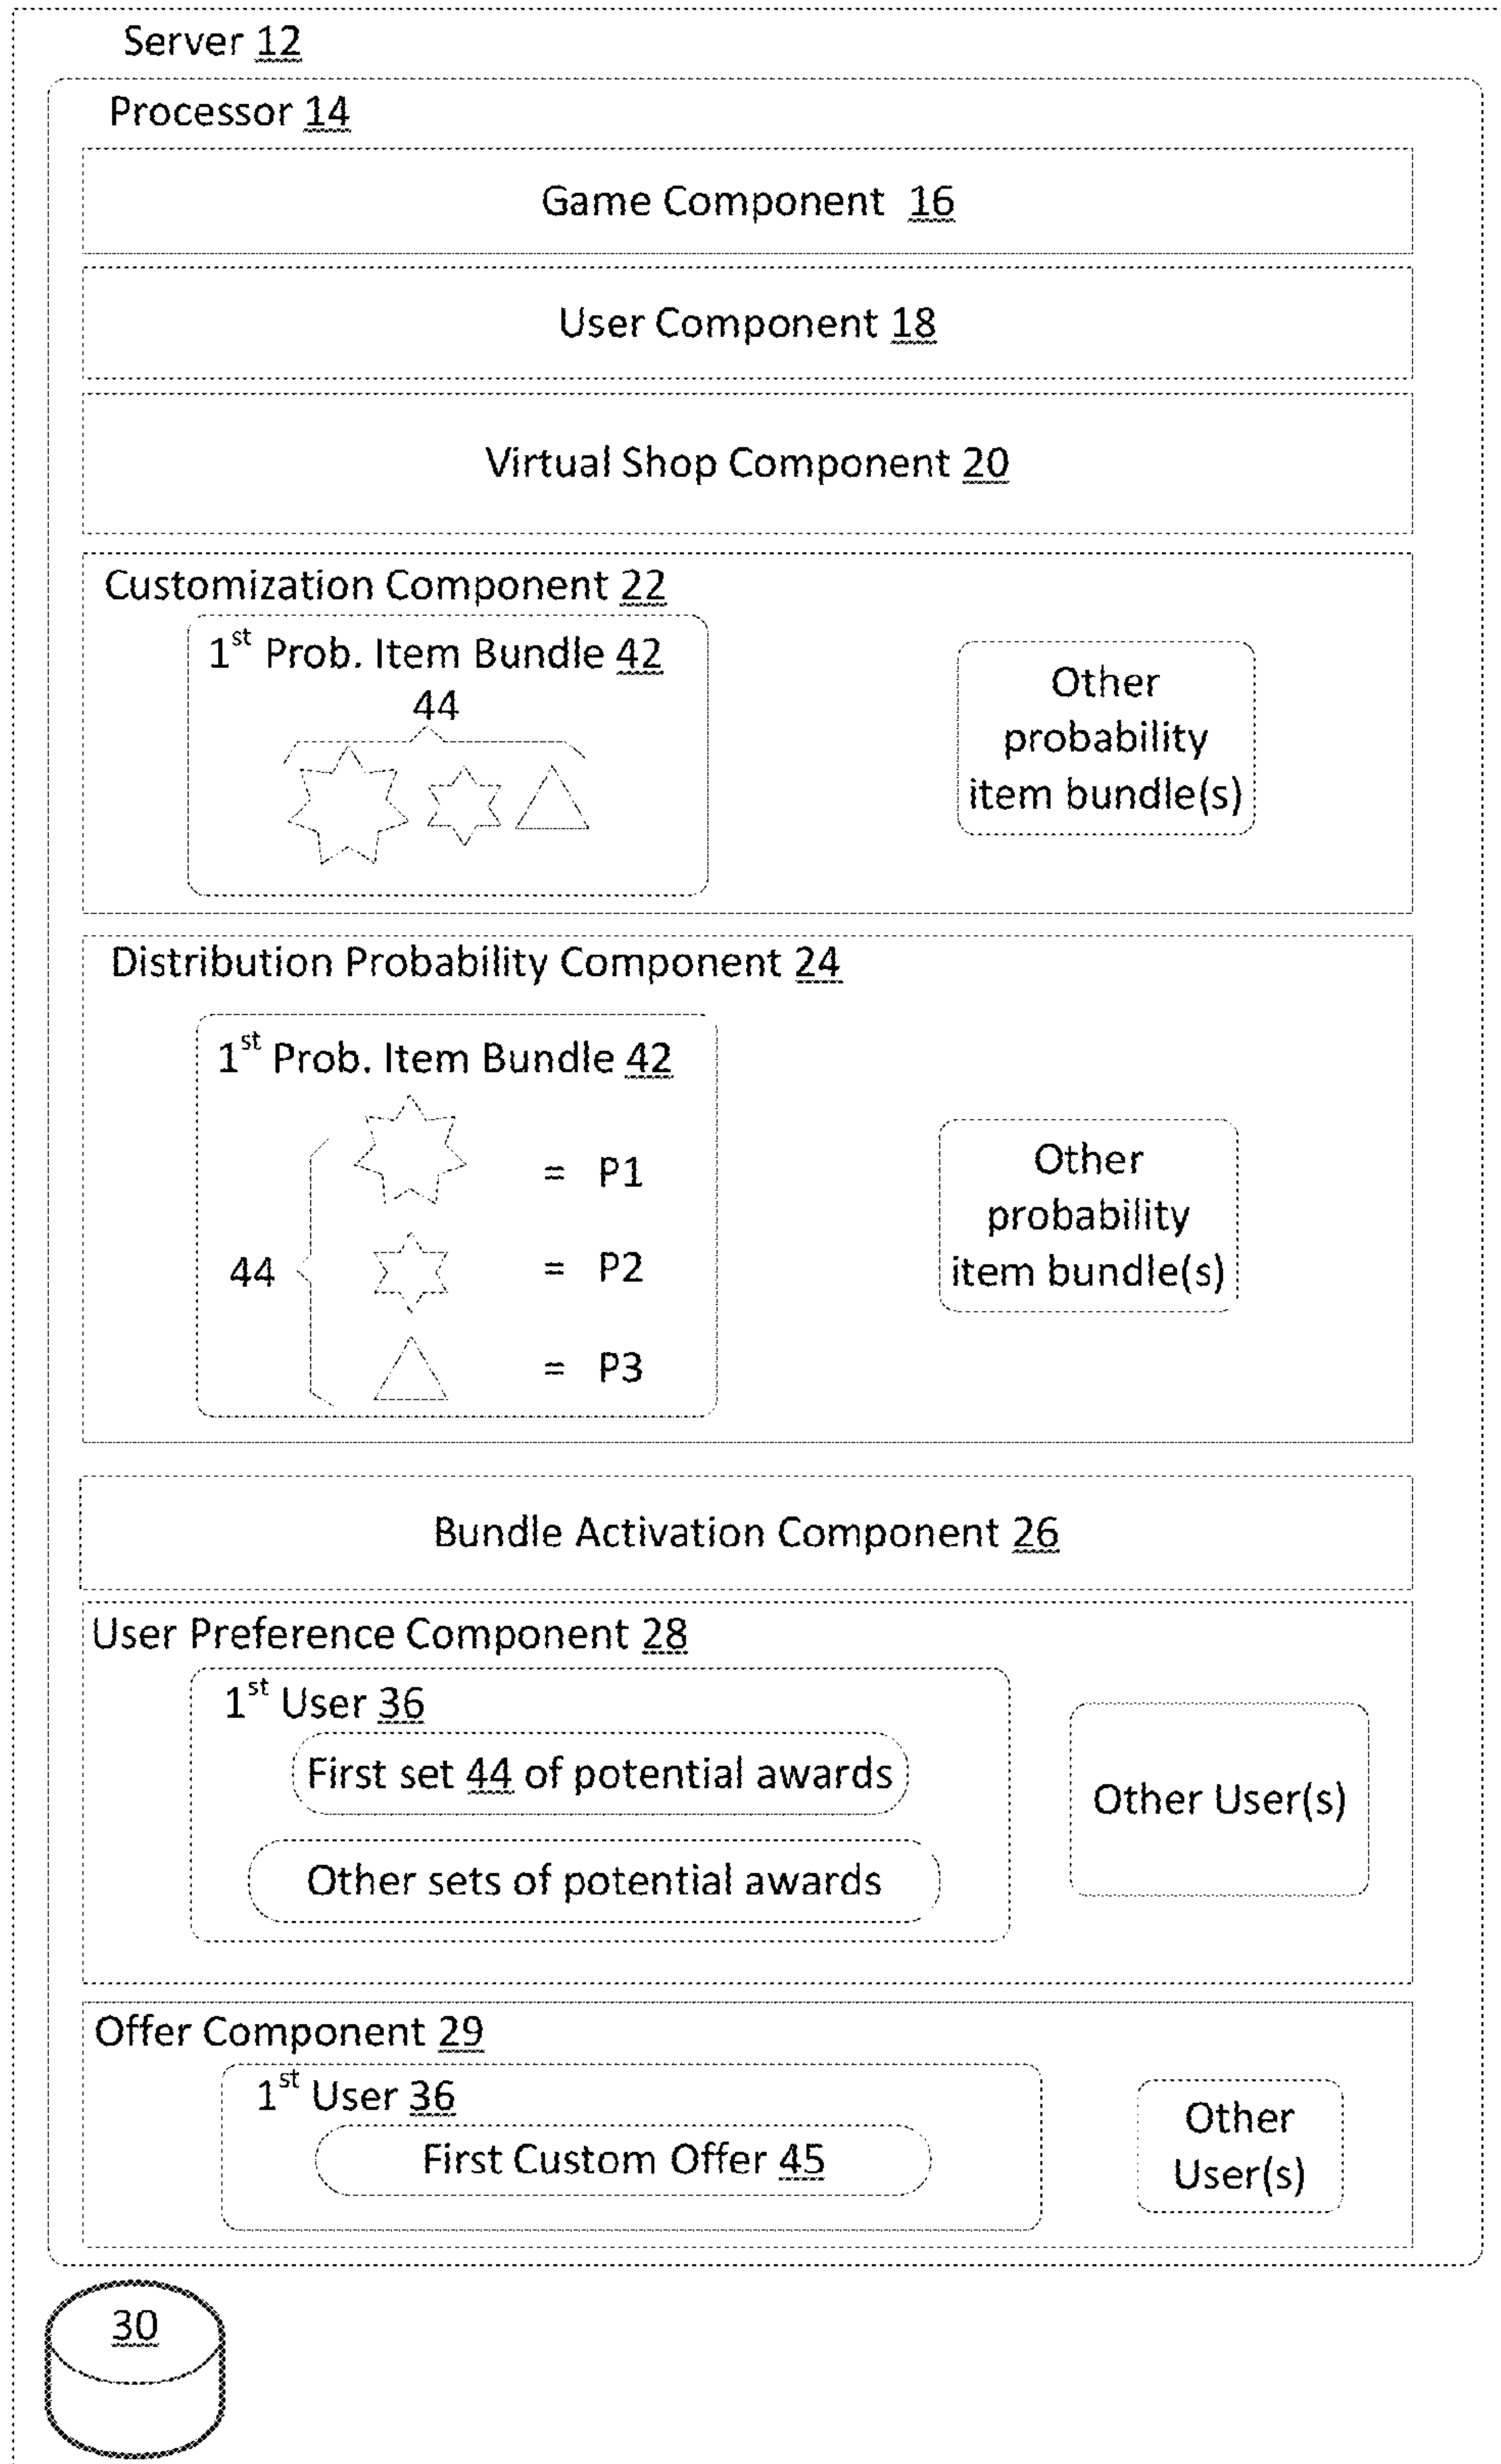 Server 12
Processor 14
Game Component 16
User Component 18
Virtual Shop Component 20
Customization Component 22
1st Prob. Item Bundle 42
44
Other
probability
item bundle(s)
Distribution Probability Component 24
1st Prob. Item Bundle 42
= P1
44
= P2
= P3
Other
probability
item bundle(s)
Bundle Activation Component 26
User Preference Component 28
1st User 36
First set 44 of potential awards
Other sets of potential awards
Other User(s)
Offer Component 29
1st User 36
First Custom Offer 45
Other
User(s)
30